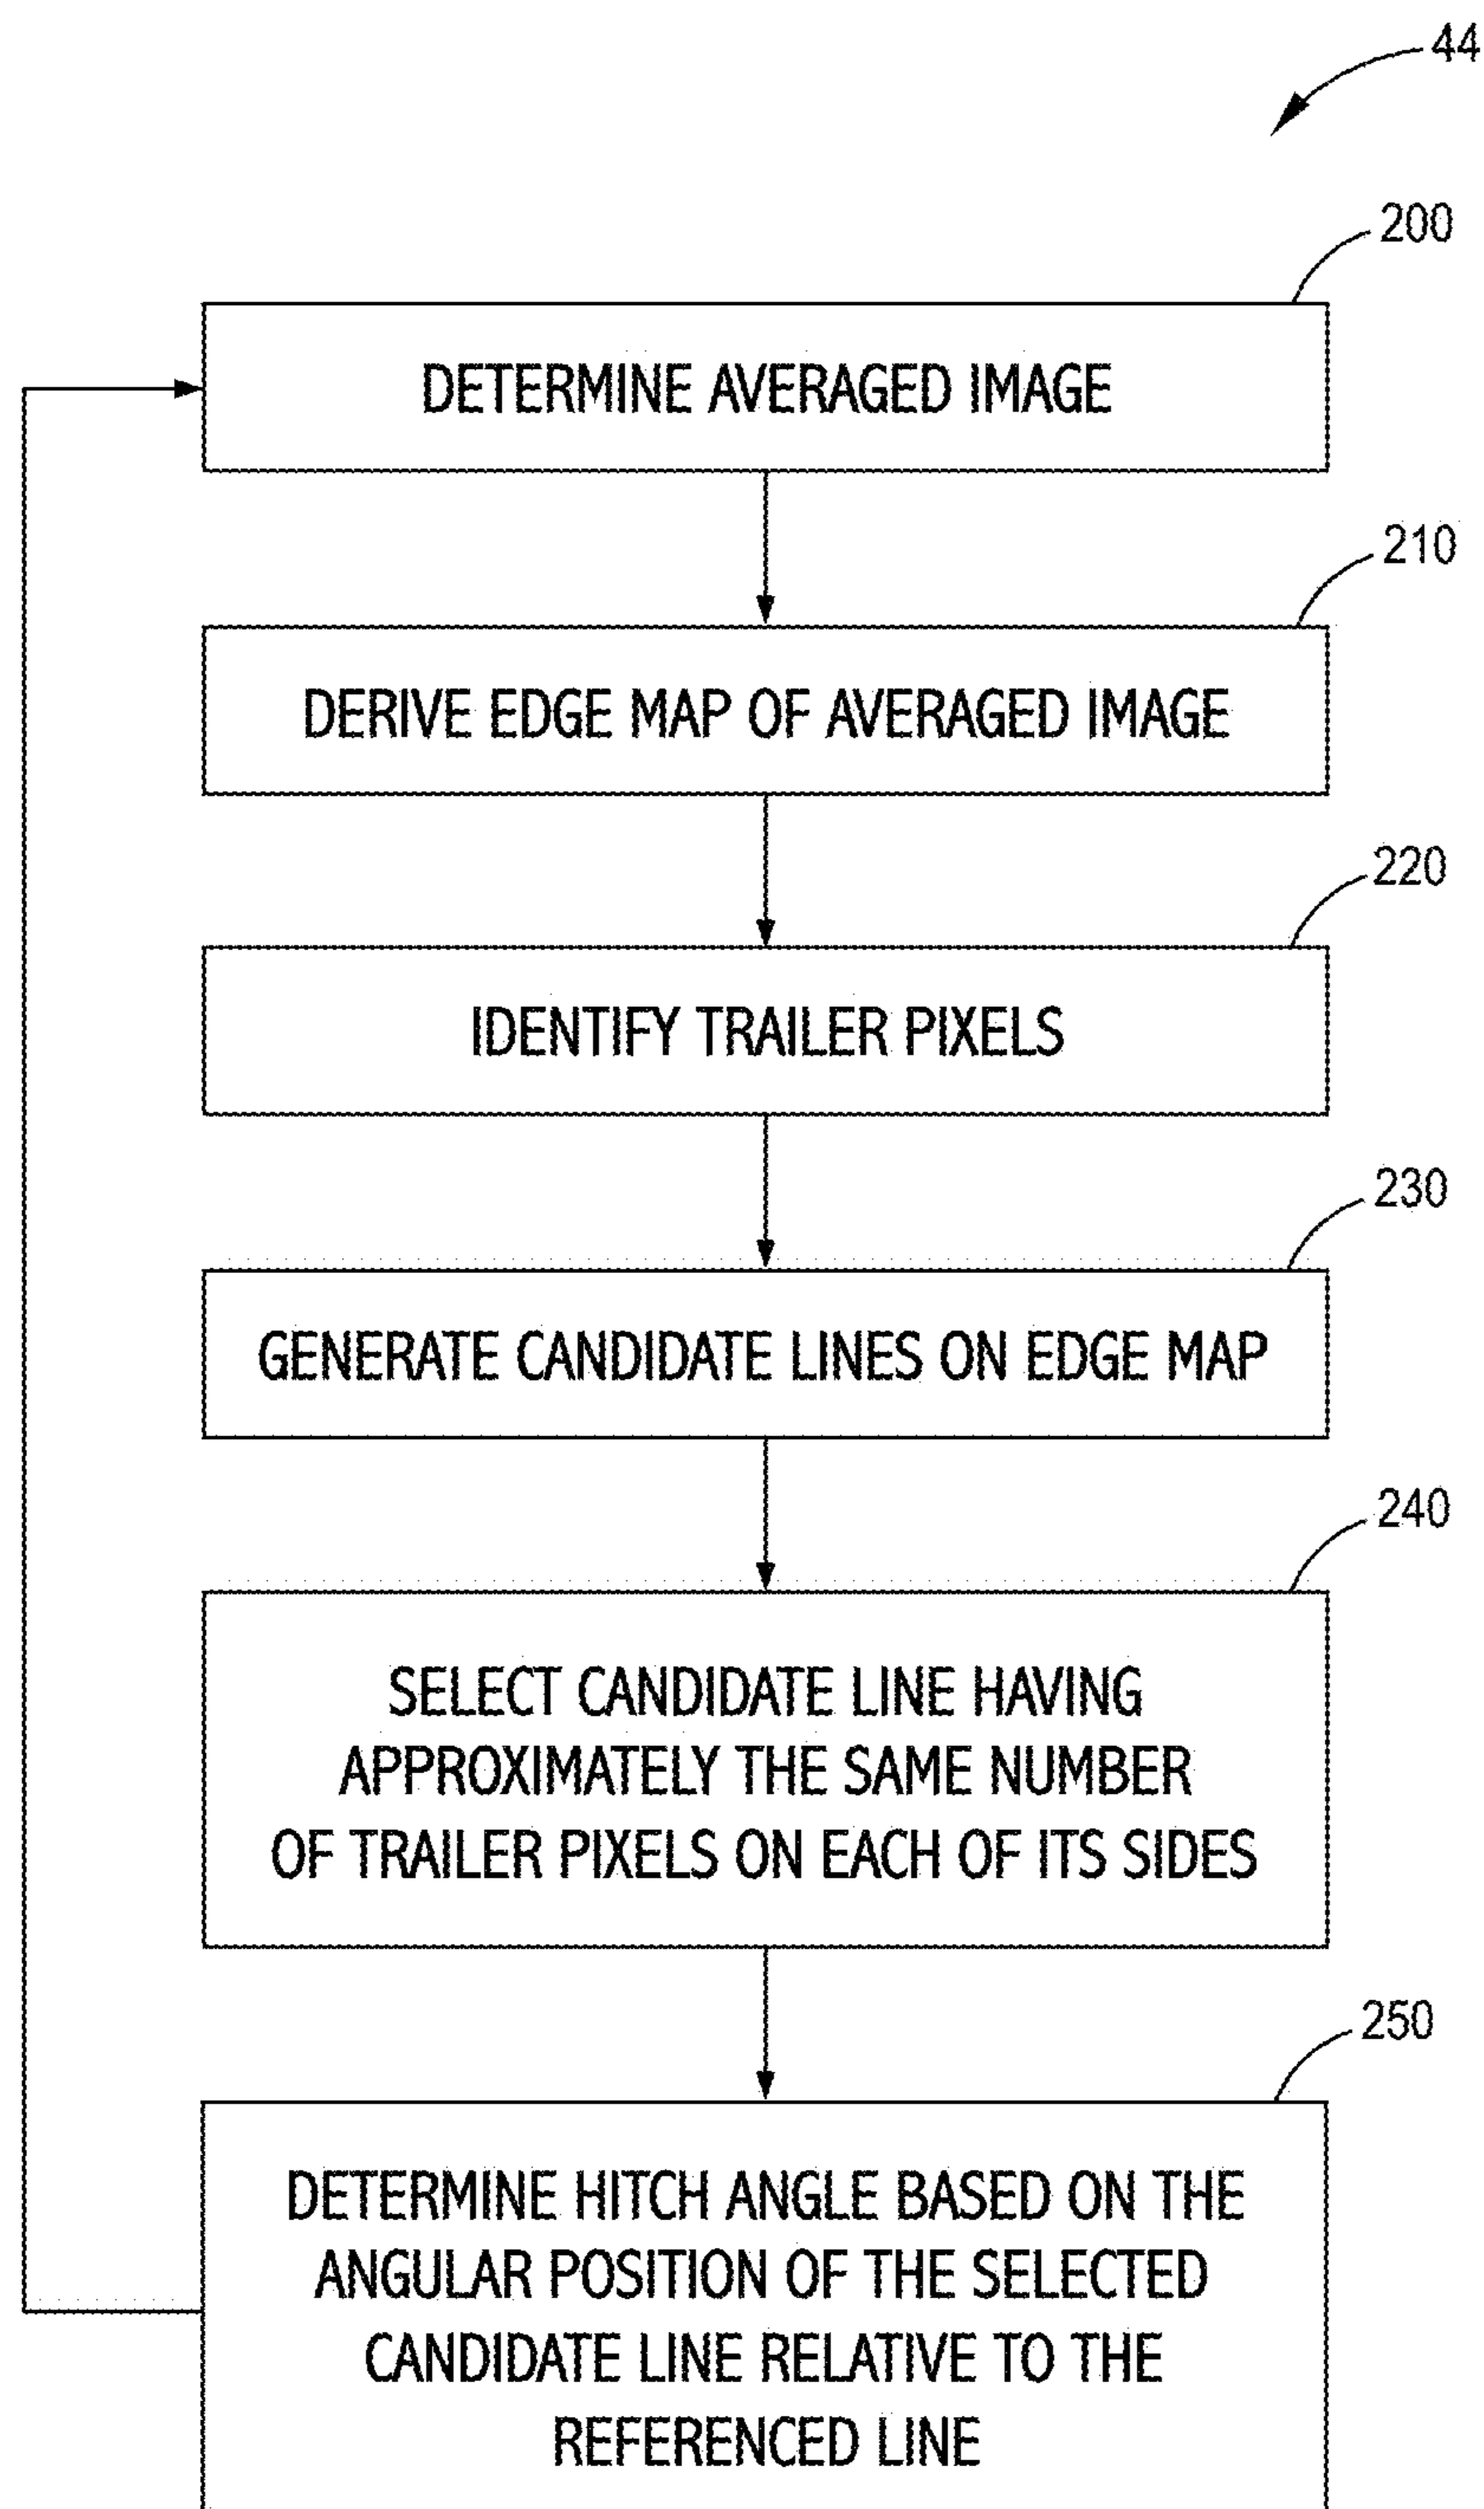 44
200
DETERMINE AVERAGED IMAGE
210
DERIVE EDGE MAP OF AVERAGED IMAGE
220
IDENTIFY TRAILER PIXELS
230
GENERATE CANDIDATE LINES ON EDGE MAP
240
SELECT CANDIDATE LINE HAVING
APPROXIMATELY THE SAME NUMBER
OF TRAILER PIXELS ON EACH OF ITS SIDES
250
DETERMINE HITCH ANGLE BASED ON THE
ANGULAR POSITION OF THE SELECTED
CANDIDATE LINE RELATIVE TO THE
REFERENCED LINE